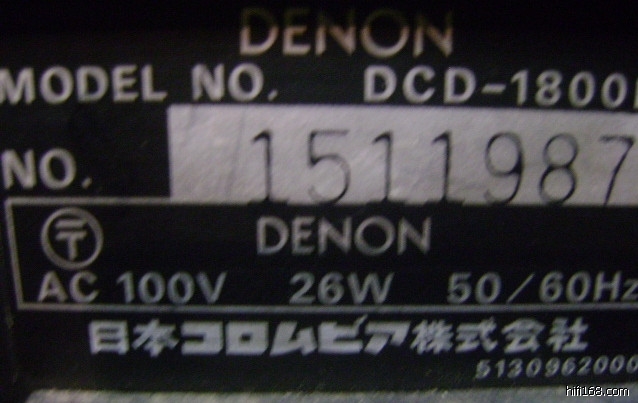 DENON
MODEL NO. DCD-1800
NO. 1511987
〒 DENON
AC 100V 26W 50/60Hz
日本コロムビア株式会社
5130962000
hifi168.com